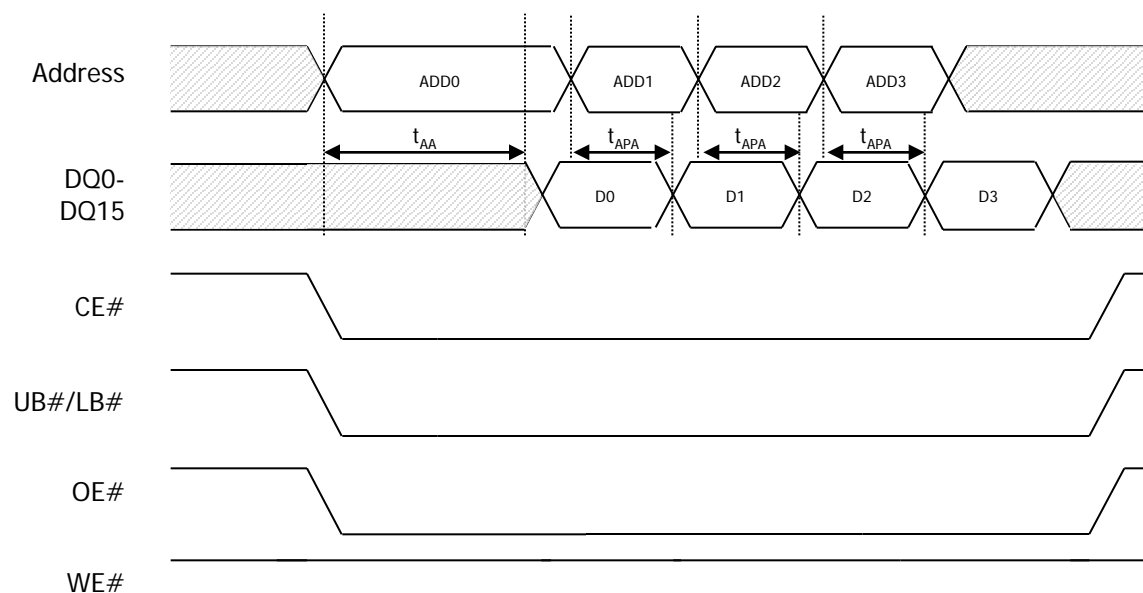 Address
ADD0 ADD1 ADD2 ADD3
tAA tAPA tAPA tAPA
DQ0-
DQ15
D0 D1 D2 D3
CE#
UB#/LB#
OE#
WE#